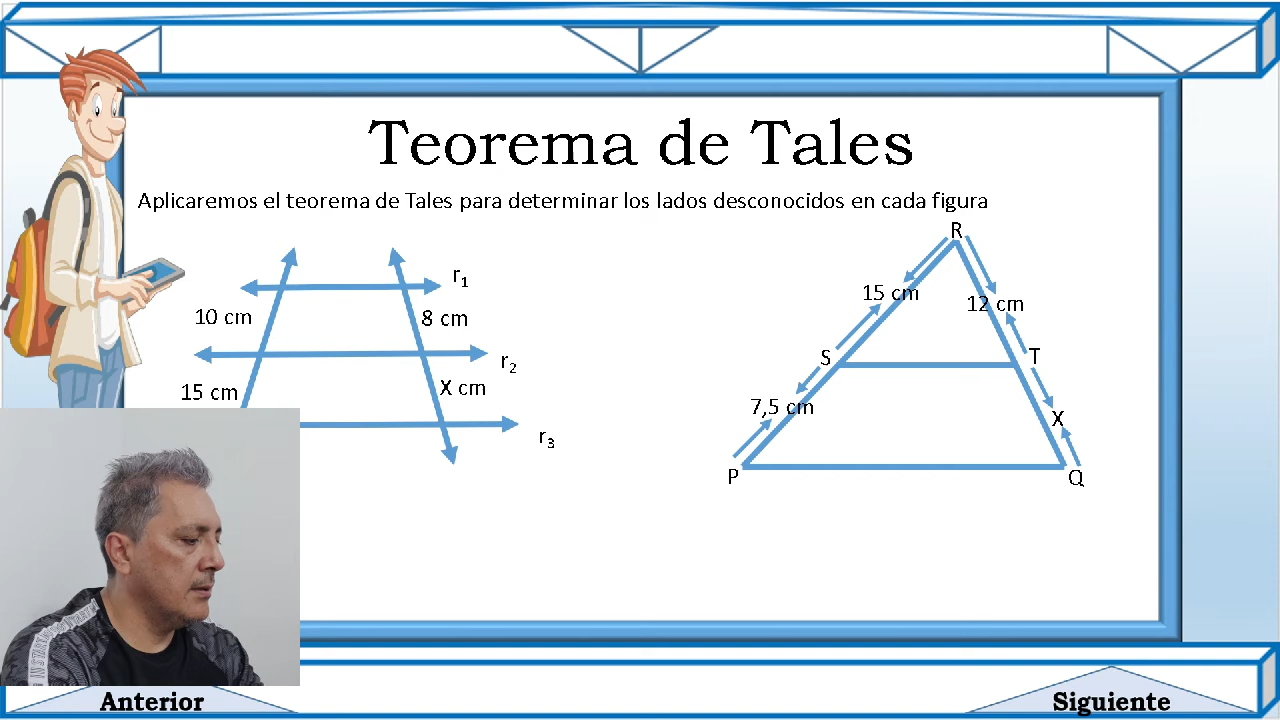 Teorema de Tales
Aplicaremos el teorema de Tales para determinar los lados desconocidos en cada figura
r1
10 cm
8 cm
r2
15 cm
X cm
r3
R
15 cm
12 cm
S
T
7,5 cm
X
P
Q
Anterior
Siguiente